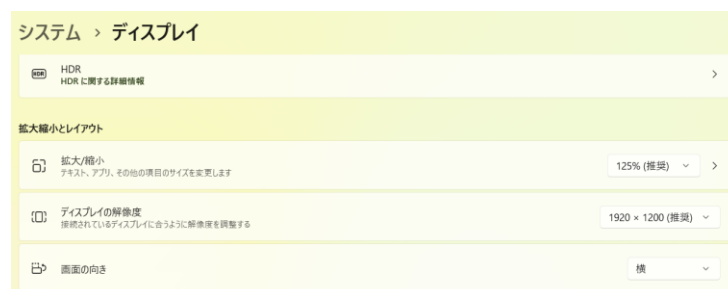 システム > ディスプレイ
HDR
HDR
HDR に関する詳細情報
拡大縮小とレイアウト
拡大/縮小
テキスト、アプリ、その他の項目のサイズを変更します
125% (推奨)
ディスプレイの解像度
接続されているディスプレイに合うように解像度を調整する
1920 × 1200 (推奨)
画面の向き
横